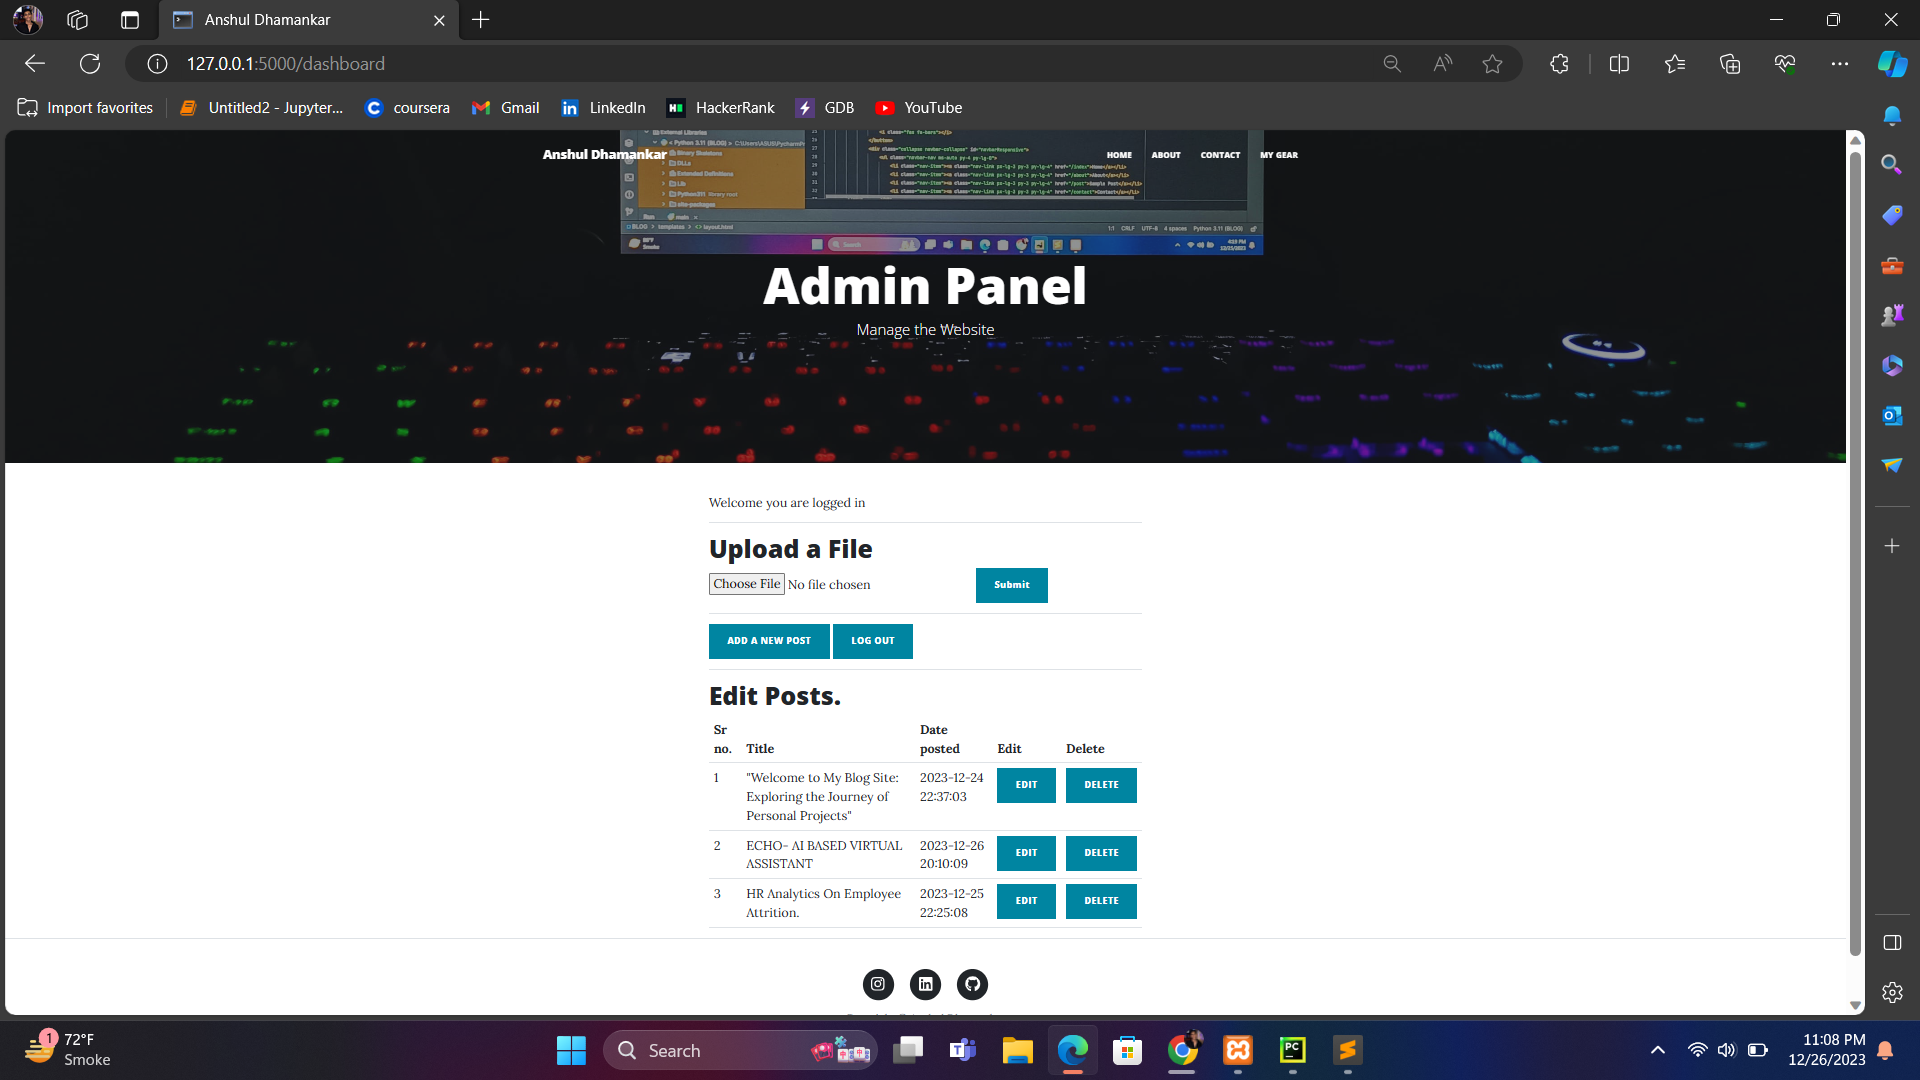 Anshul Dhamankar
127.0.0.1:5000/dashboard
Import favorites
Untitled2 - Jupyter...
coursera
Gmail
LinkedIn
HackerRank
GDB
YouTube
Anshul Dhamankar
HOME
ABOUT
CONTACT
MY GEAR
Admin Panel
Manage the Website
Welcome you are logged in
Upload a File
Choose File No file chosen
Submit
ADD A NEW POST
LOG OUT
Edit Posts.
Sr no. Title Date posted Edit Delete
1 "Welcome to My Blog Site: 2023-12-24 EDIT DELETE
Exploring the Journey of 22:37:03
Personal Projects"
2 ECHO- AI BASED VIRTUAL 2023-12-26 EDIT DELETE
ASSISTANT 20:10:09
3 HR Analytics On Employee 2023-12-25 EDIT DELETE
Attrition. 22:25:08
1
72°F
Smoke
Search
11:08 PM
12/26/2023